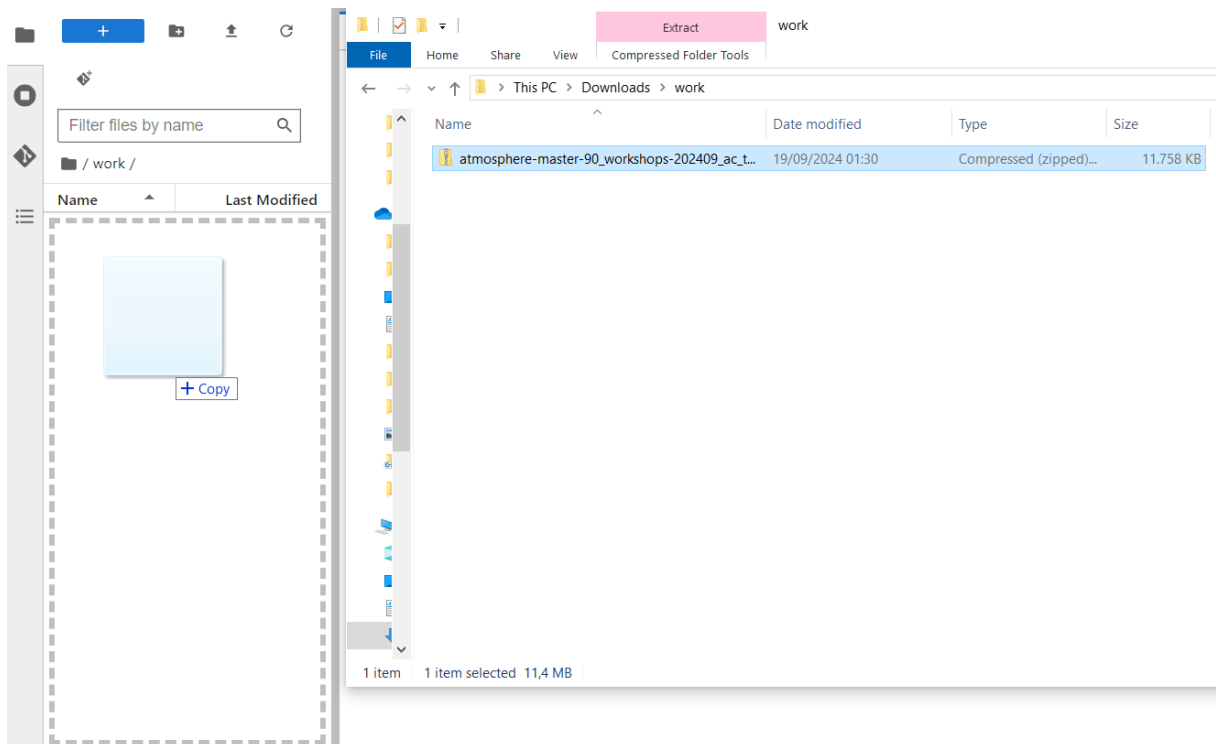 Filter files by name
/ work /
Name Last Modified
+ Copy
Extract work
File Home Share View Compressed Folder Tools
> This PC > Downloads > work
Name Date modified Type Size
atmosphere-master-90_workshops-202409_ac_t... 19/09/2024 01:30 Compressed (zipped)... 11.758 KB
1 item 1 item selected 11,4 MB